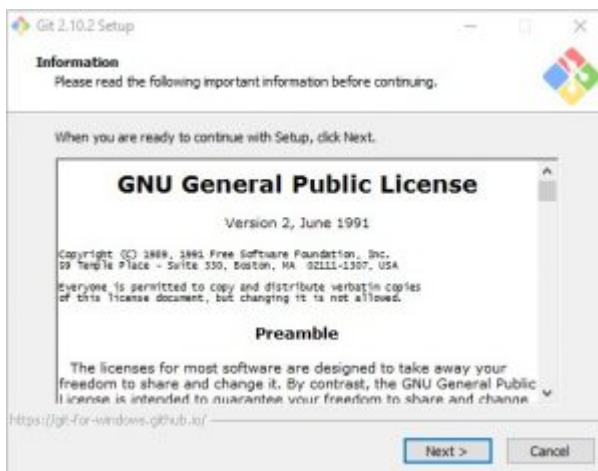 Git 2.10.2 Setup
Information
Please read the following important information before continuing.
When you are ready to continue with Setup, click Next.
GNU General Public License
Version 2, June 1991
Copyright (C) 1989, 1991 Free Software Foundation, Inc.
59 Temple Place - Suite 330, Boston, MA 02111-1307, USA
Everyone is permitted to copy and distribute verbatim copies
of this license document, but changing it is not allowed.
Preamble
The licenses for most software are designed to take away your
freedom to share and change it. By contrast, the GNU General Public
License is intended to guarantee your freedom to share and change
https://git-for-windows.github.io/
Next >
Cancel